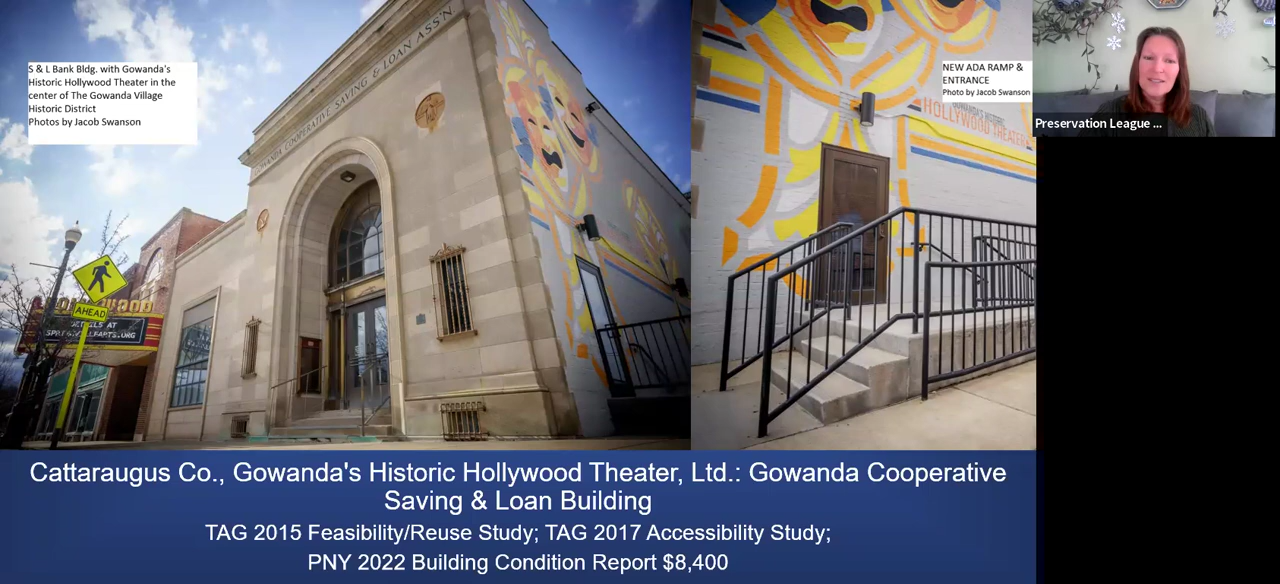 S & L Bank Bldg. with Gowanda's
Historic Hollywood Theater in the
center of The Gowanda Village
Historic District
Photos by Jacob Swanson
GOWANDA COOPERATIVE SAVING & LOAN ASS'N
HOLLYWOOD
AHEAD
NEW ADA RAMP &
ENTRANCE
Photo by Jacob Swanson
GOWANDA'S HISTORIC
HOLLYWOOD THEATER
Preservation League ...
Cattaraugus Co., Gowanda's Historic Hollywood Theater, Ltd.: Gowanda Cooperative
Saving & Loan Building
TAG 2015 Feasibility/Reuse Study; TAG 2017 Accessibility Study;
PNY 2022 Building Condition Report $8,400